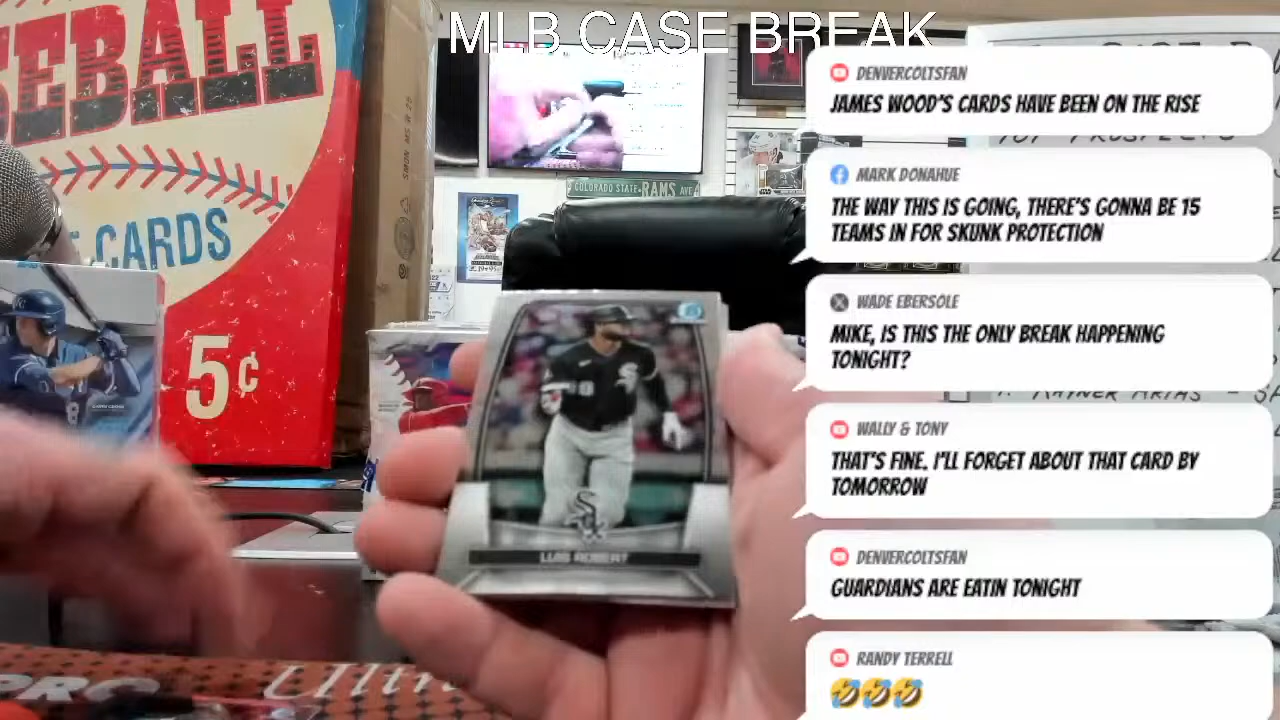 MLB CASE BREAK
SEBALL
CARDS
5¢
COLORADO STATE RAMS AVE
LUIS ROBERT
PRO
DENVERCOLTSFAN
JAMES WOOD'S CARDS HAVE BEEN ON THE RISE
MARK DONAHUE
THE WAY THIS IS GOING, THERE'S GONNA BE 15
TEAMS IN FOR SKUNK PROTECTION
WADE EBERSOLE
MIKE, IS THIS THE ONLY BREAK HAPPENING
TONIGHT?
WALLY & TONY
THAT'S FINE. I'LL FORGET ABOUT THAT CARD BY
TOMORROW
DENVERCOLTSFAN
GUARDIANS ARE EATIN TONIGHT
RANDY TERRELL
🤣🤣🤣